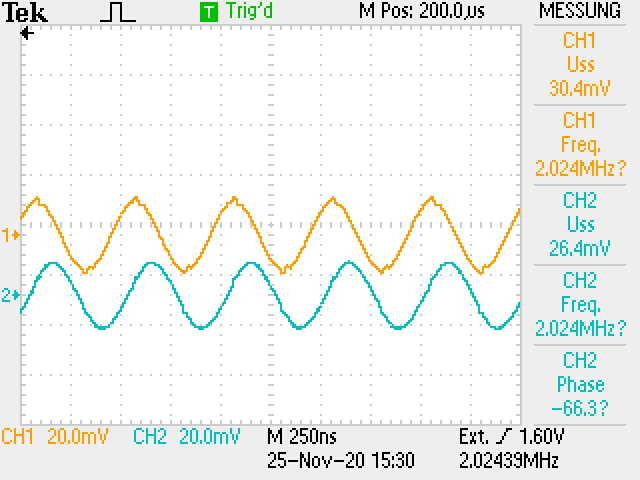 Tek
T Trig'd
M Pos: 200.0µs
MESSUNG
CH1
Uss
30.4mV
CH1
Freq.
2.024MHz?
CH2
Uss
26.4mV
CH2
Freq.
2.024MHz?
CH2
Phase
-66.3?
1
2
CH1 20.0mV
CH2 20.0mV
M 250ns
Ext. 1.60V
25-Nov-20 15:30
2.02439MHz